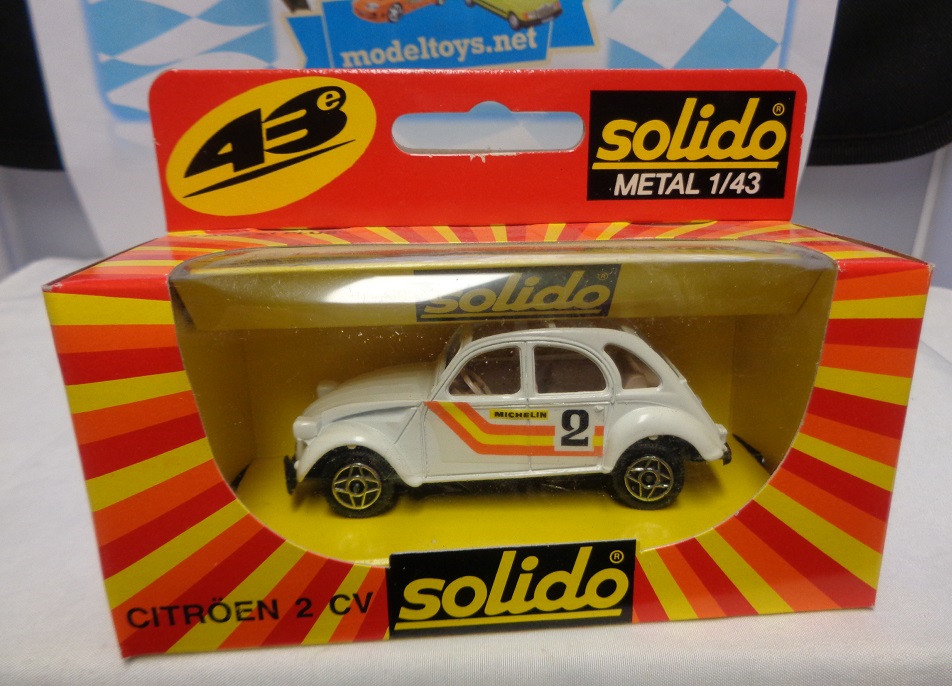 modeltoys.net
43e
solido®
METAL 1/43
solido®
MICHELIN
2
CITRÖEN 2 CV
solido®